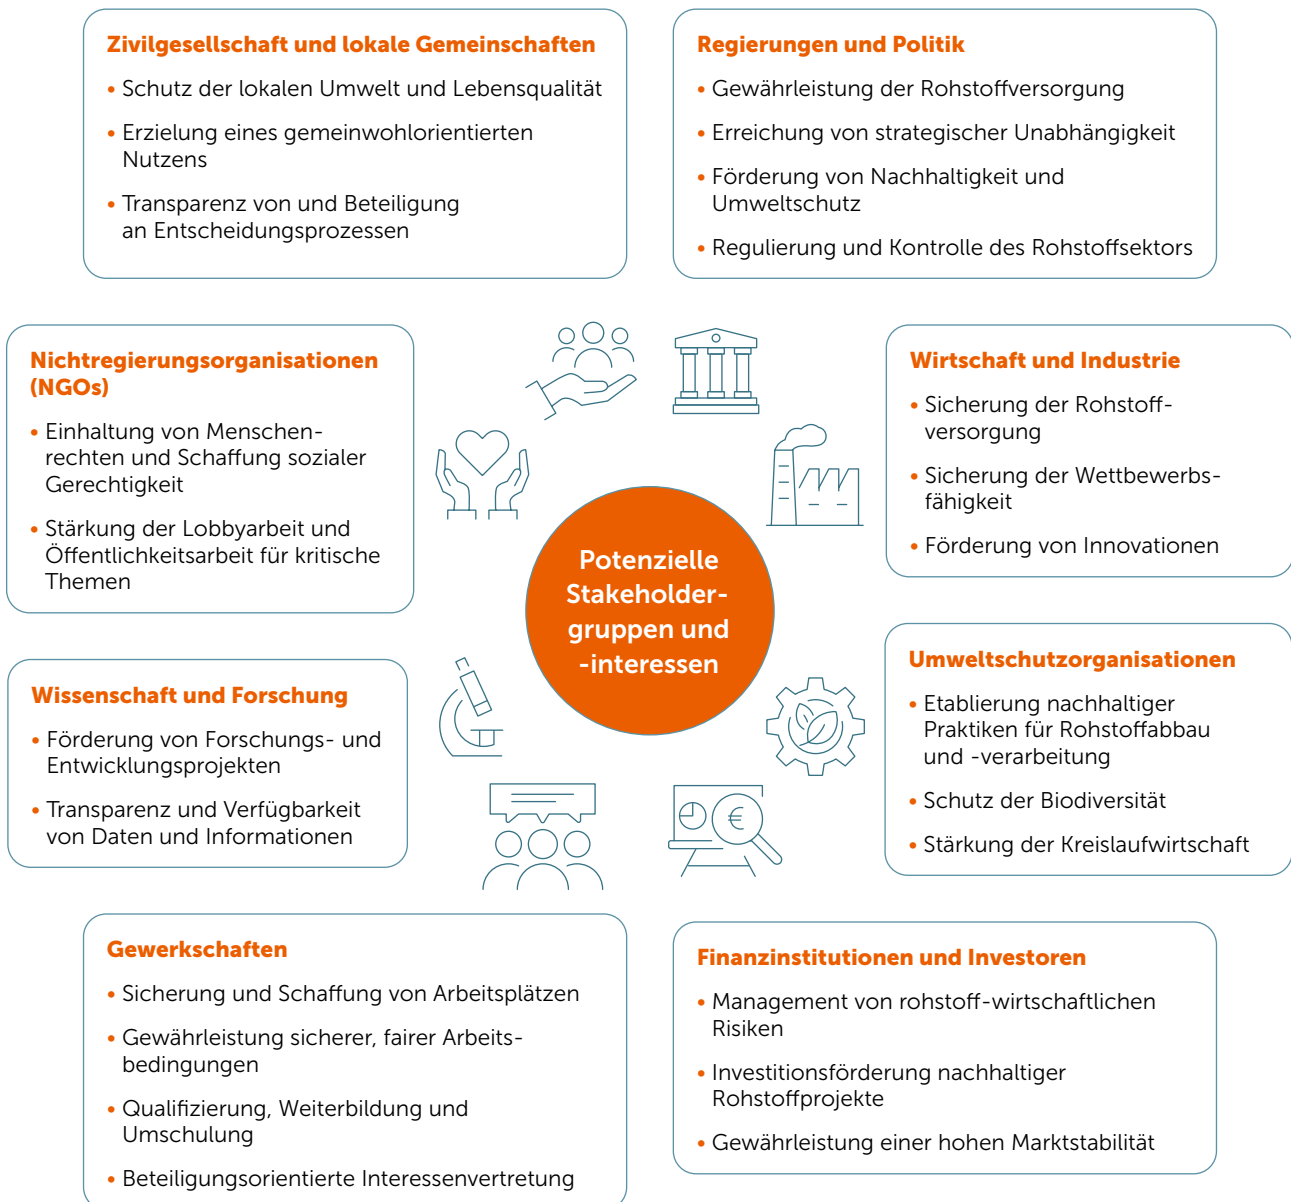 Zivilgesellschaft und lokale Gemeinschaften
• Schutz der lokalen Umwelt und Lebensqualität
• Erzielung eines gemeinwohlorientierten
Nutzens
• Transparenz von und Beteiligung
an Entscheidungsprozessen
Regierungen und Politik
• Gewährleistung der Rohstoffversorgung
• Erreichung von strategischer Unabhängigkeit
• Förderung von Nachhaltigkeit und
Umweltschutz
• Regulierung und Kontrolle des Rohstoffsektors
Nichtregierungsorganisationen
(NGOs)
• Einhaltung von Menschen-
rechten und Schaffung sozialer
Gerechtigkeit
• Stärkung der Lobbyarbeit und
Öffentlichkeitsarbeit für kritische
Themen
Wirtschaft und Industrie
• Sicherung der Rohstoff-
versorgung
• Sicherung der Wettbewerbs-
fähigkeit
• Förderung von Innovationen
Potenzielle
Stakeholder-
gruppen und
-interessen
Wissenschaft und Forschung
• Förderung von Forschungs- und
Entwicklungsprojekten
• Transparenz und Verfügbarkeit
von Daten und Informationen
Umweltschutzorganisationen
• Etablierung nachhaltiger
Praktiken für Rohstoffabbau
und -verarbeitung
• Schutz der Biodiversität
• Stärkung der Kreislaufwirtschaft
€
Gewerkschaften
• Sicherung und Schaffung von Arbeitsplätzen
• Gewährleistung sicherer, fairer Arbeits-
bedingungen
• Qualifizierung, Weiterbildung und
Umschulung
• Beteiligungsorientierte Interessenvertretung
Finanzinstitutionen und Investoren
• Management von rohstoff-wirtschaftlichen
Risiken
• Investitionsförderung nachhaltiger
Rohstoffprojekte
• Gewährleistung einer hohen Marktstabilität